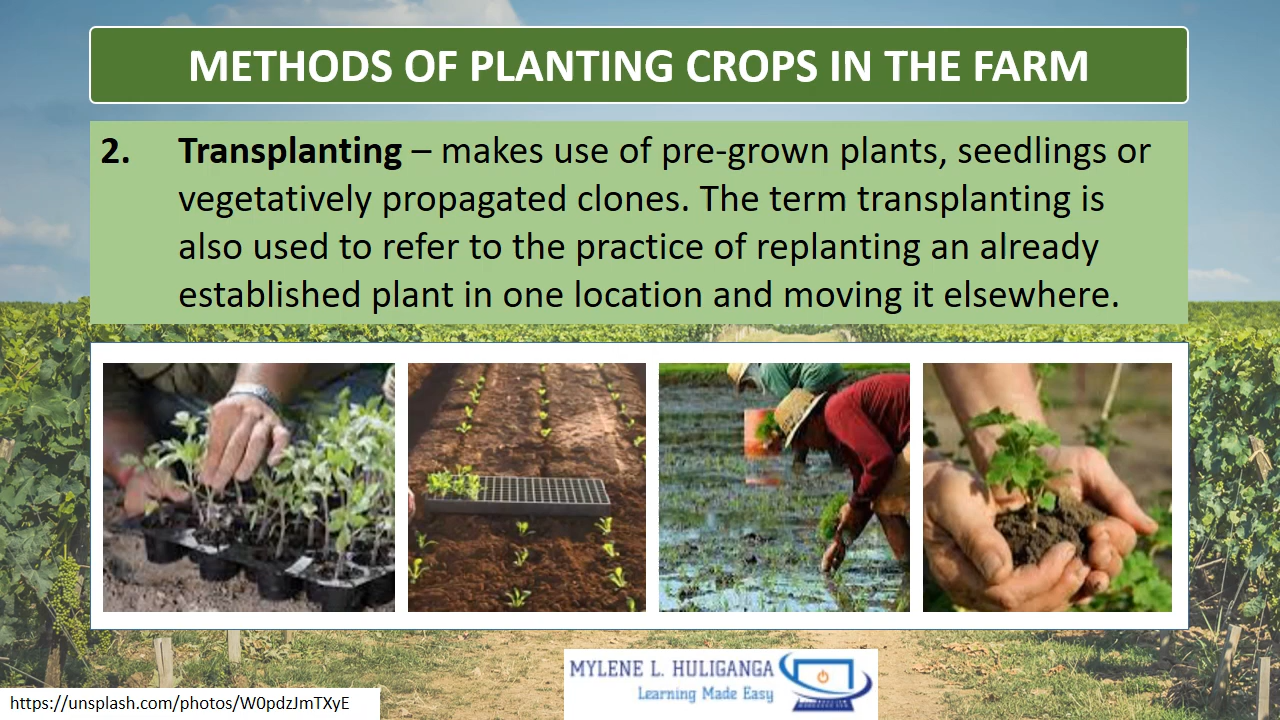 METHODS OF PLANTING CROPS IN THE FARM
2. Transplanting – makes use of pre-grown plants, seedlings or
vegetatively propagated clones. The term transplanting is
also used to refer to the practice of replanting an already
established plant in one location and moving it elsewhere.
MYLENE L. HULIGANGA
Learning Made Easy
https://unsplash.com/photos/W0pdzJmTXyE